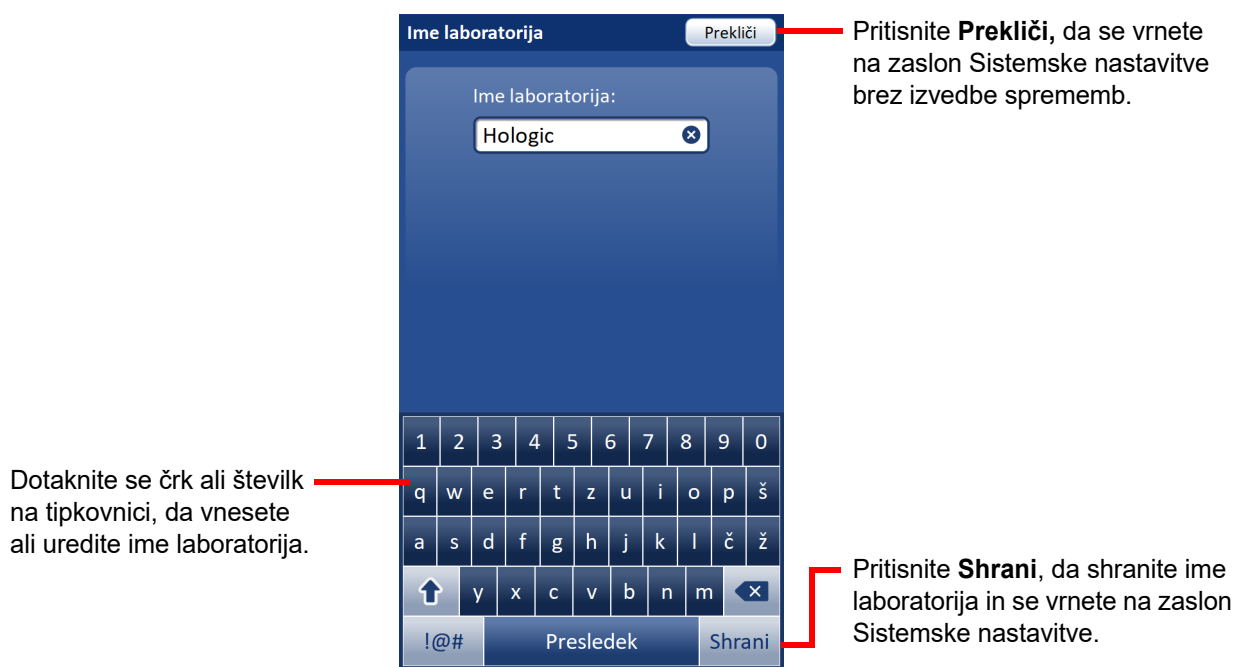 Ime laboratorija
Prekliči
Pritisnite Prekliči, da se vrnete
na zaslon Sistemske nastavitve
brez izvedbe sprememb.
Ime laboratorija:
Hologic
1 2 3 4 5 6 7 8 9 0
q w e r t z u i o p š
a s d f g h j k l č ž
y x c v b n m
!@# Presledek Shrani
Dotaknite se črk ali številk
na tipkovnici, da vnesete
ali uredite ime laboratorija.
Pritisnite Shrani, da shranite ime
laboratorija in se vrnete na zaslon
Sistemske nastavitve.